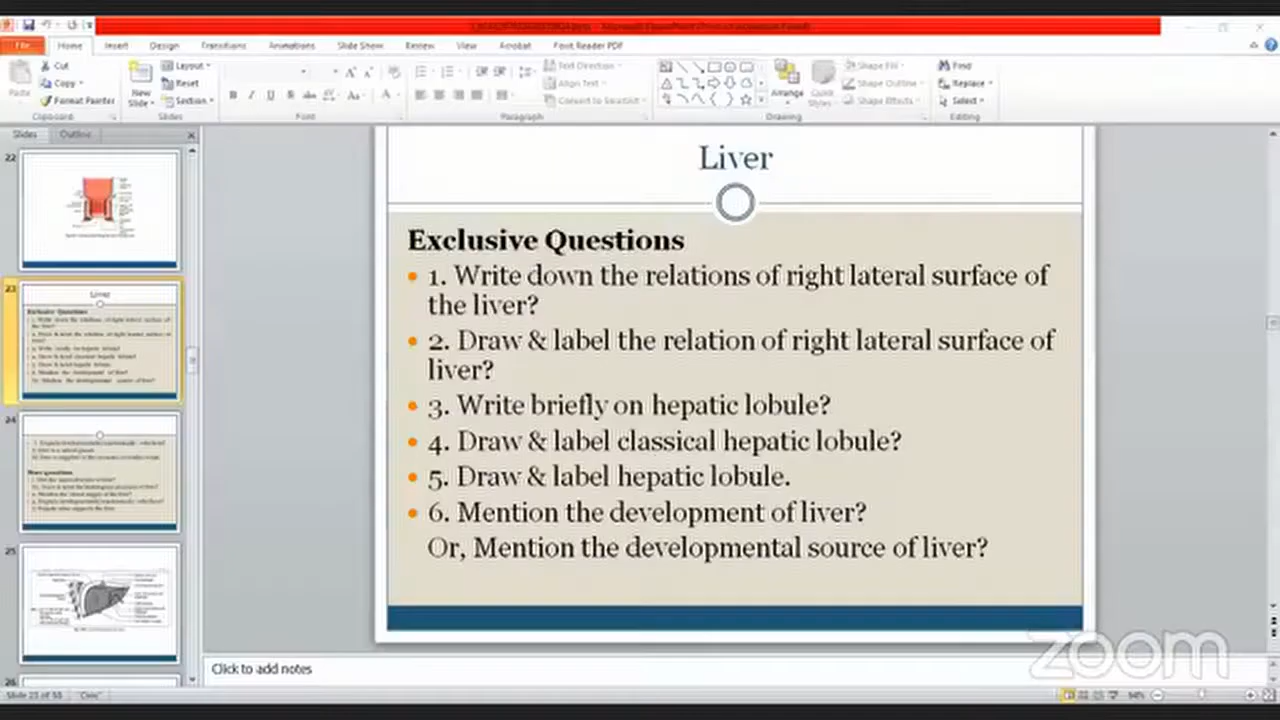 File Home Insert Design Transitions Animations Slide Show Review View Acrobat Foxit Reader PDF
Cut
Copy
Format Painter
Paste
Clipboard
New Slide
Layout
Reset
Section
Slides
Font
Text Direction
Align Text
Convert to SmartArt
Paragraph
Arrange
Quick Styles
Shape Fill
Shape Outline
Shape Effects
Drawing
Find
Replace
Select
Editing
Slides Outline
22
23
24
25
26
Liver
Exclusive Questions
• 1. Write down the relations of right lateral surface of
the liver?
• 2. Draw & label the relation of right lateral surface of
liver?
• 3. Write briefly on hepatic lobule?
• 4. Draw & label classical hepatic lobule?
• 5. Draw & label hepatic lobule.
• 6. Mention the development of liver?
Or, Mention the developmental source of liver?
Click to add notes
zoom
"Civic"